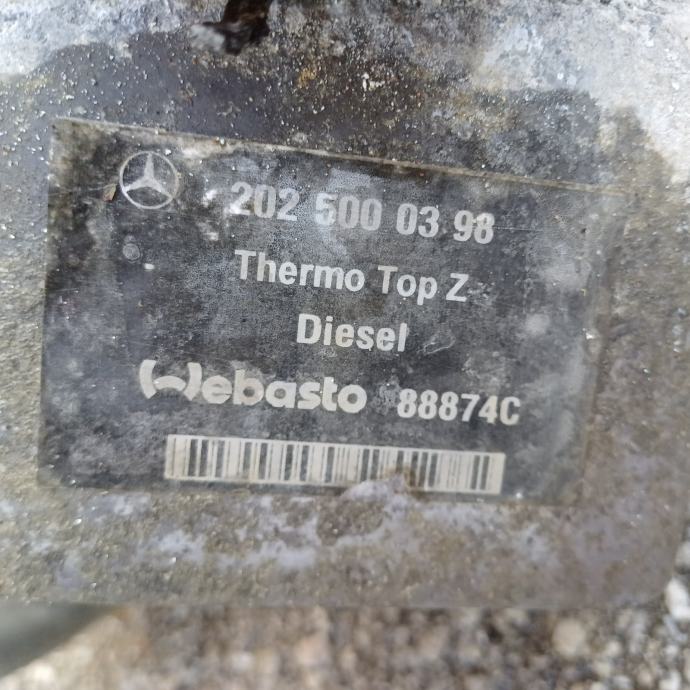 202 500 03 98
Thermo Top Z
Diesel
Webasto 88874C